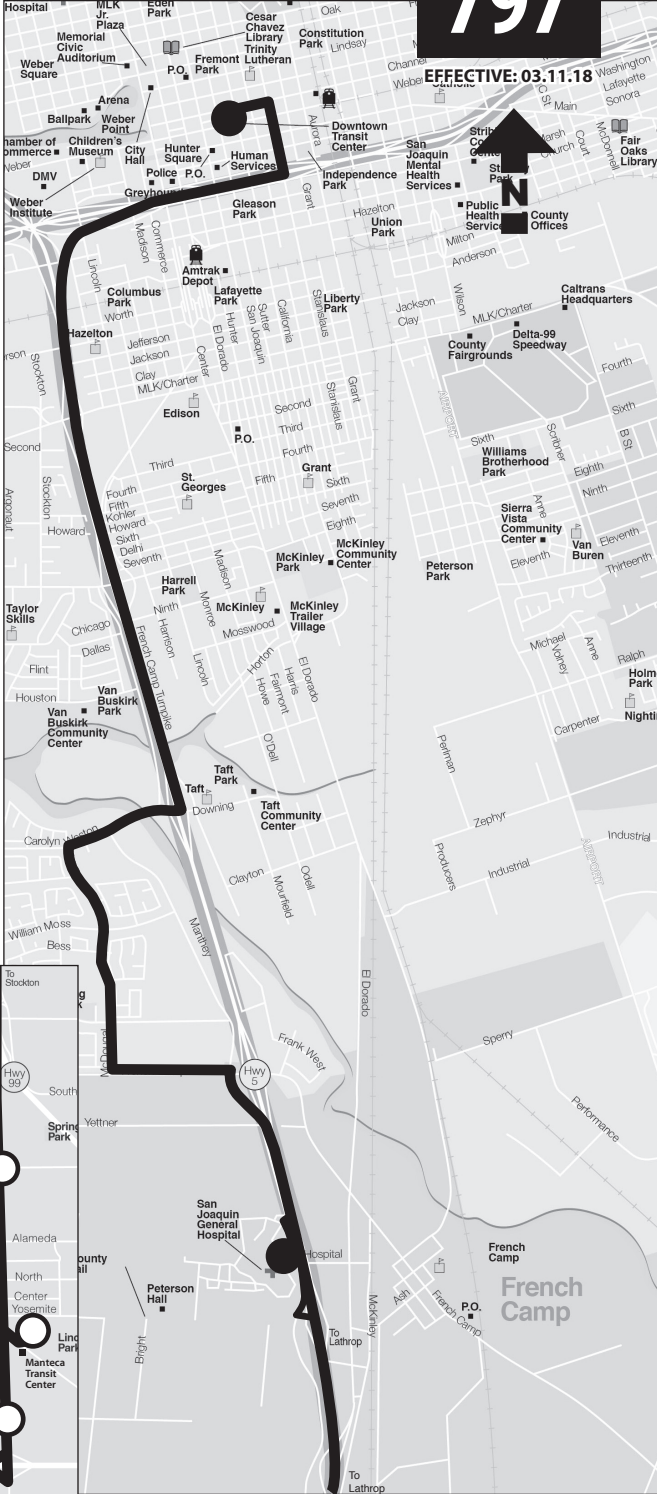 Hospital
MLK
Jr.
Plaza
Eden
Park
Cesar
Chavez
Library
Oak
797
Memorial
Civic
Auditorium
Constitution
Park
Lindsay
Trinity
Lutheran
Fremont
Park
P.O.
Weber
Square
EFFECTIVE: 03.11.18
Channel
Weber
Washington
Lafayette
Sonora
G St
Main
Arena
Ballpark
Weber
Point
Aurora
Downtown
Transit
Center
Children's
Museum
City
Hall
Hunter
Square
Police
P.O.
Human
Services
Independence
Park
San
Joaquin
Mental
Health
Services
Church
Court
McDonnell
Fair
Oaks
Library
DMV
Weber
Institute
Gleason
Park
Grant
Hazelton
Union
Park
Public
Health
County
Offices
Milton
Anderson
Madison
Commerce
Amtrak
Depot
Lafayette
Park
Lincoln
Columbus
Park
Worth
Liberty
Park
Stanislaus
Jackson
Clay
Wilson
MLK/Charter
Caltrans
Headquarters
Delta-99
Speedway
County
Fairgrounds
Hazelton
Jefferson
Jackson
Clay
MLK/Charter
Center
El Dorado
Hunter
San Joaquin
Sutter
California
Stockton
Edison
Second
Third
Fourth
Stanislaus
Grant
AIRPORT
Fourth
Sixth
P.O.
Second
Third
St.
Georges
Fifth
Grant
Sixth
Seventh
Eighth
Sixth
Williams
Brotherhood
Park
Scribner
B St
Eighth
Ninth
Argonaut
Stockton
Howard
Fourth
Fifth
Kohler
Howard
Sixth
Delhi
Seventh
Sierra
Vista
Community
Center
Anne
Van
Buren
Eleventh
Eleventh
Thirteenth
Madison
McKinley
Park
McKinley
Community
Center
Peterson
Park
Harrell
Park
Ninth
Monroe
McKinley
McKinley
Trailer
Village
Mosswood
Taylor
Skills
Chicago
Dallas
French Camp Turnpike
Harrison
Lincoln
Horton
Howe
Fairmont
Harris
El Dorado
Michael
Volney
Anne
Ralph
Flint
Houston
Van
Buskirk
Park
Van
Buskirk
Community
Center
O'Dell
Perlman
Carpenter
Taft
Taft
Park
Downing
Taft
Community
Center
Zephyr
Industrial
Industrial
AIRPORT
Producers
Clayton
Mourfield
Odell
William Moss
Bess
Manthey
To
Stockton
El Dorado
Sperry
Frank West
Hwy
5
Hwy
99
South
Spring
Park
Yettner
Performance
San
Joaquin
General
Hospital
Hospital
Alameda
North
Center
Yosemite
Manteca
Transit
Center
Peterson
Hall
Bright
French
Camp
French
Camp
Ash
P.O.
French Camp
McKinley
To
Lathrop
To
Lathrop
N